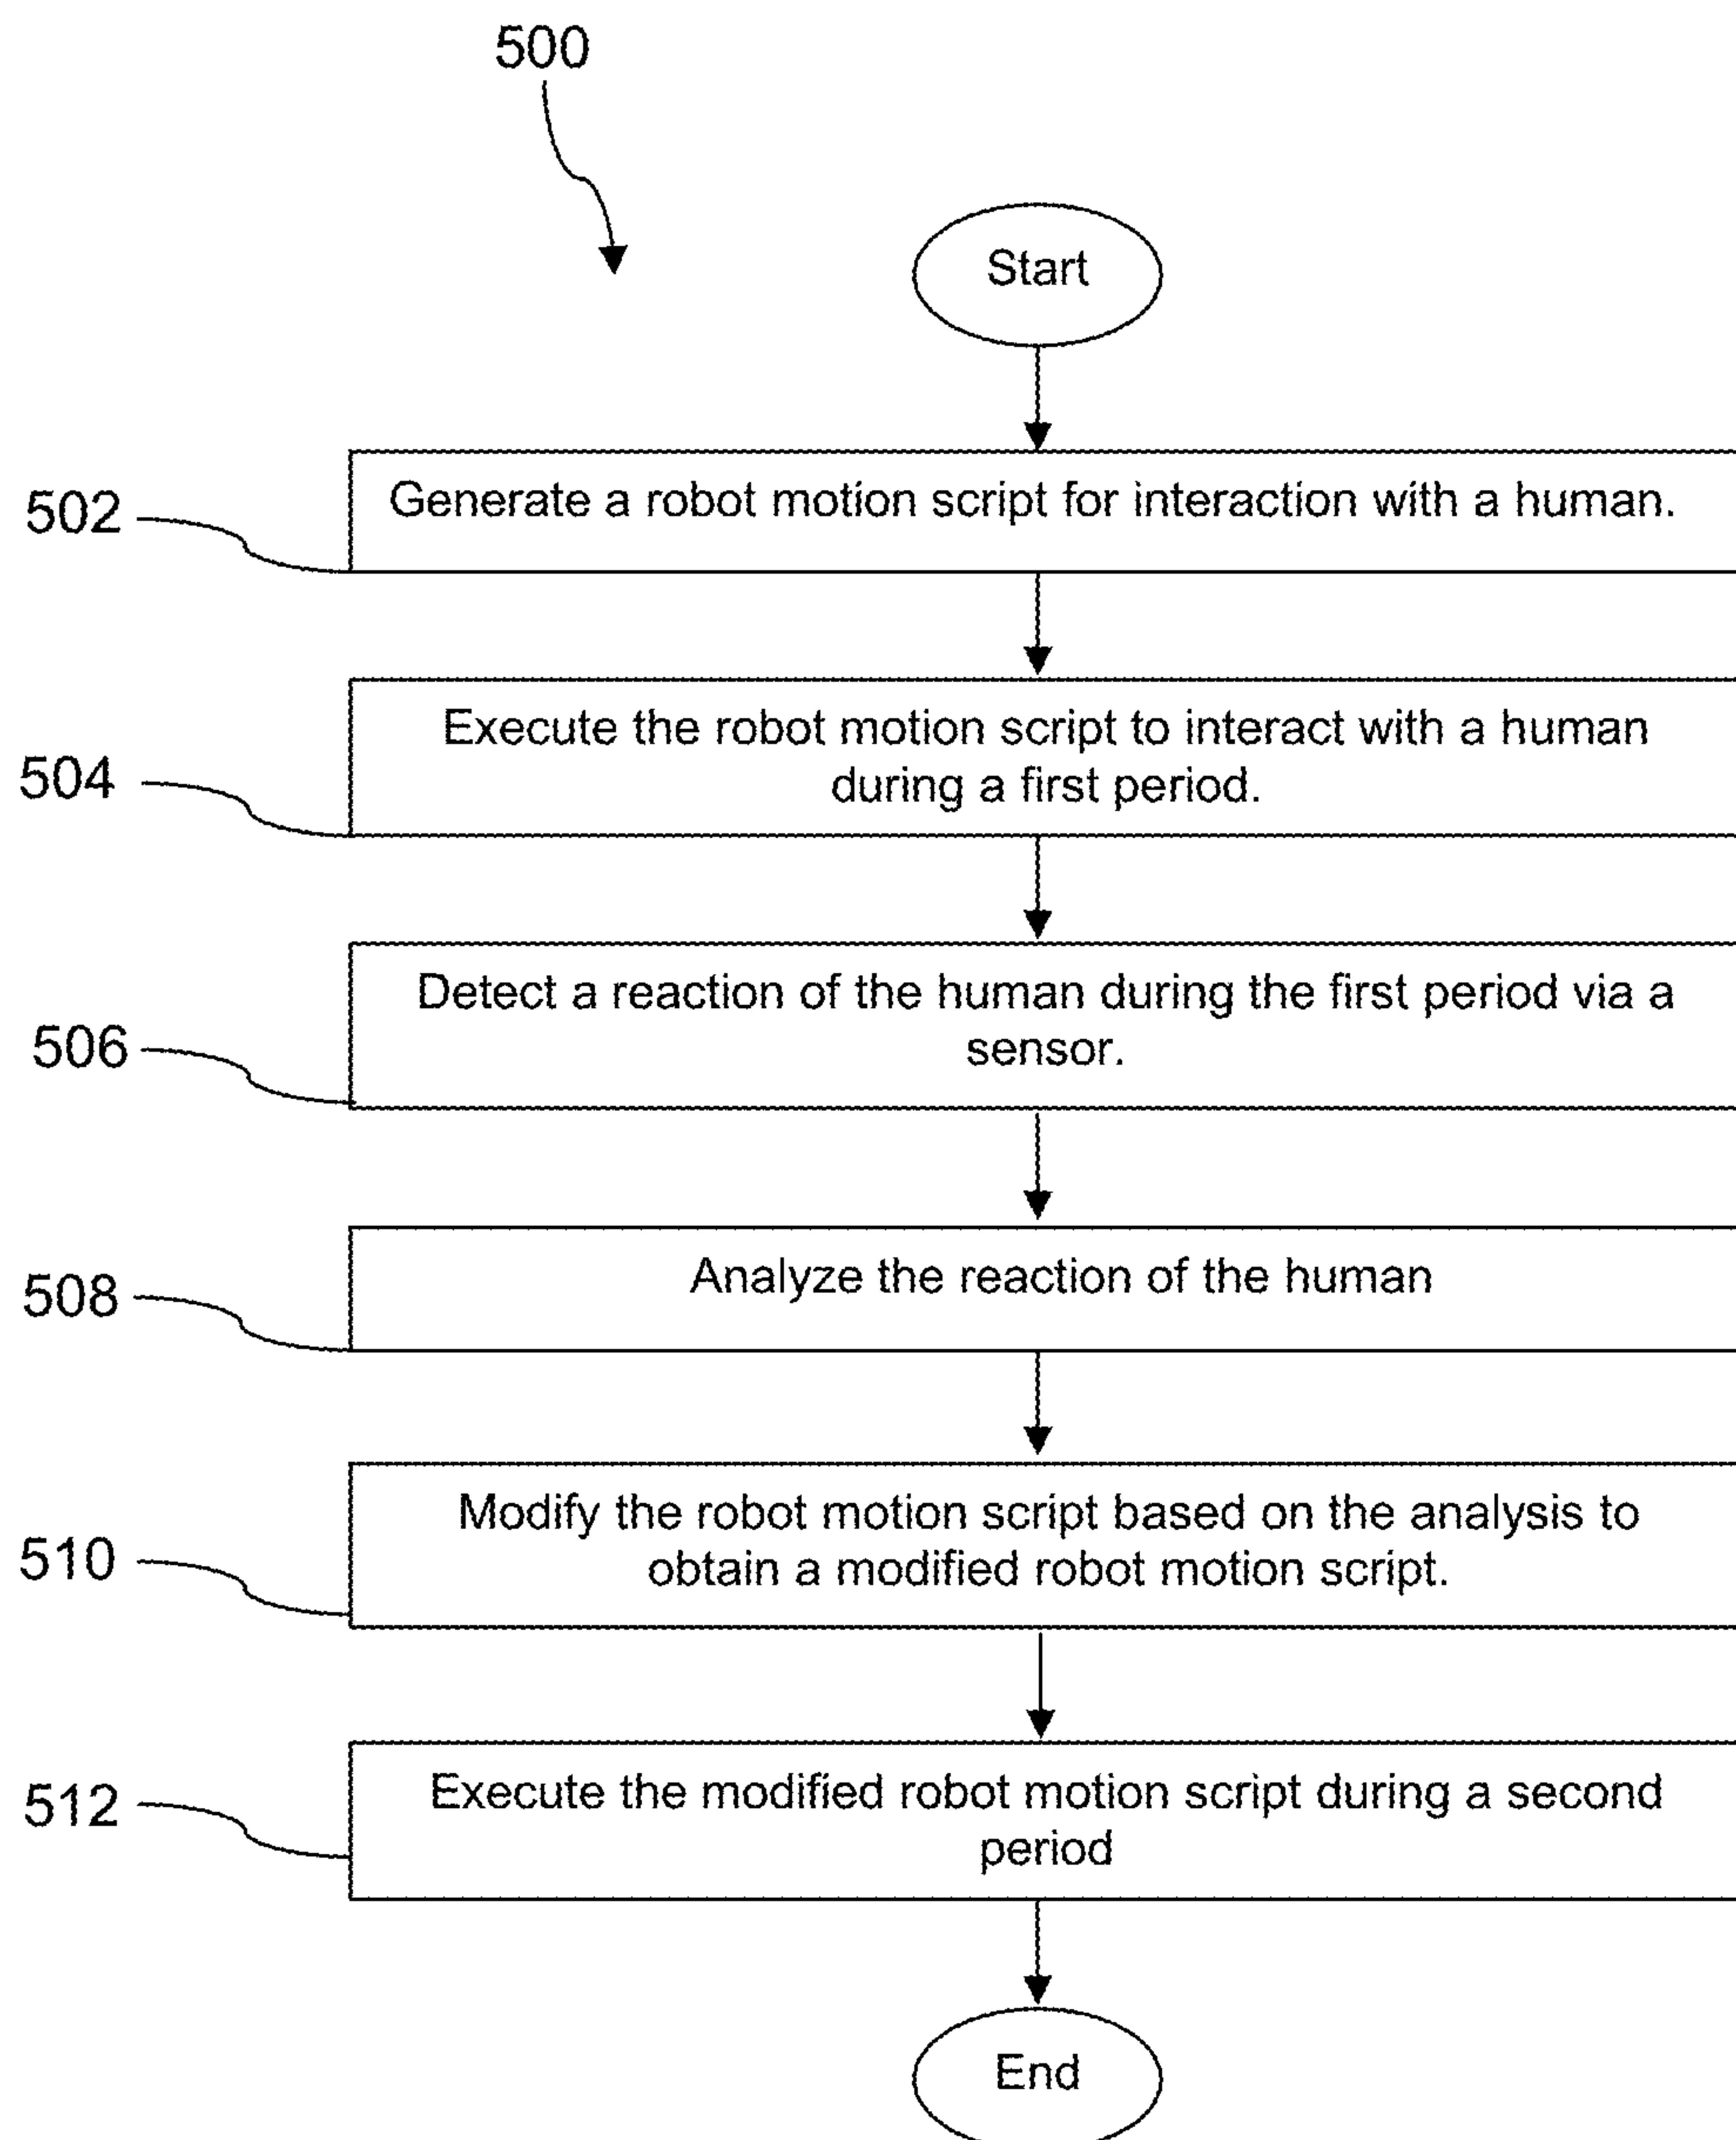 500
Start
502
Generate a robot motion script for interaction with a human.
504
Execute the robot motion script to interact with a human
during a first period.
506
Detect a reaction of the human during the first period via a
sensor.
508
Analyze the reaction of the human
510
Modify the robot motion script based on the analysis to
obtain a modified robot motion script.
512
Execute the modified robot motion script during a second
period
End